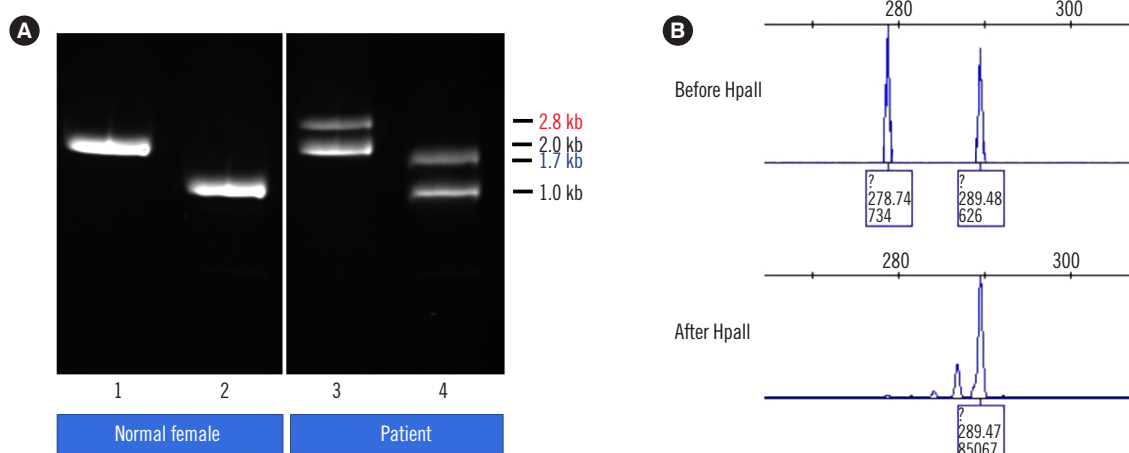 A
2.8 kb
2.0 kb
1.7 kb
1.0 kb
1 2 3 4
Normal female Patient
B
280 300
Before HpaII
?
278.74
734
?
289.48
626
280 300
After HpaII
?
289.47
85067